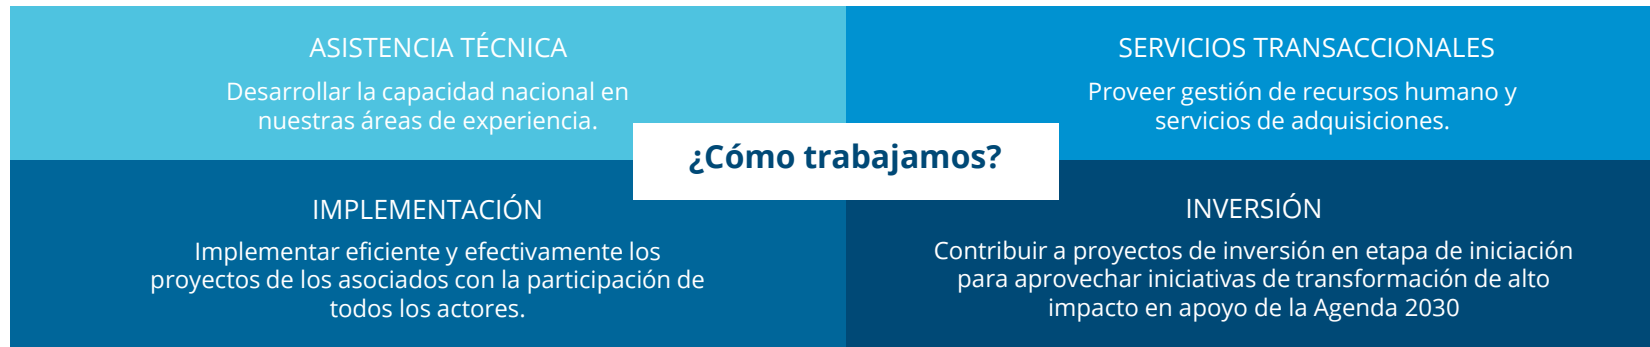 ASISTENCIA TÉCNICA
Desarrollar la capacidad nacional en
nuestras áreas de experiencia.
SERVICIOS TRANSACCIONALES
Proveer gestión de recursos humano y
servicios de adquisiciones.
¿Cómo trabajamos?
IMPLEMENTACIÓN
Implementar eficiente y efectivamente los
proyectos de los asociados con la participación de
todos los actores.
INVERSIÓN
Contribuir a proyectos de inversión en etapa de iniciación
para aprovechar iniciativas de transformación de alto
impacto en apoyo de la Agenda 2030